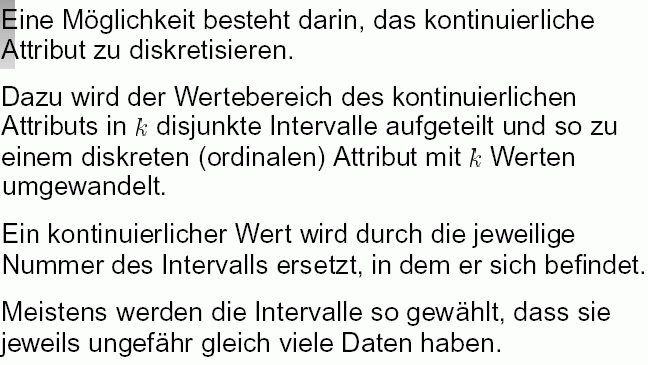 Eine Möglichkeit besteht darin, das kontinuierliche
Attribut zu diskretisieren.
Dazu wird der Wertebereich des kontinuierlichen
Attributs in k disjunkte Intervalle aufgeteilt und so zu
einem diskreten (ordinalen) Attribut mit k Werten
umgewandelt.
Ein kontinuierlicher Wert wird durch die jeweilige
Nummer des Intervalls ersetzt, in dem er sich befindet.
Meistens werden die Intervalle so gewählt, dass sie
jeweils ungefähr gleich viele Daten haben.